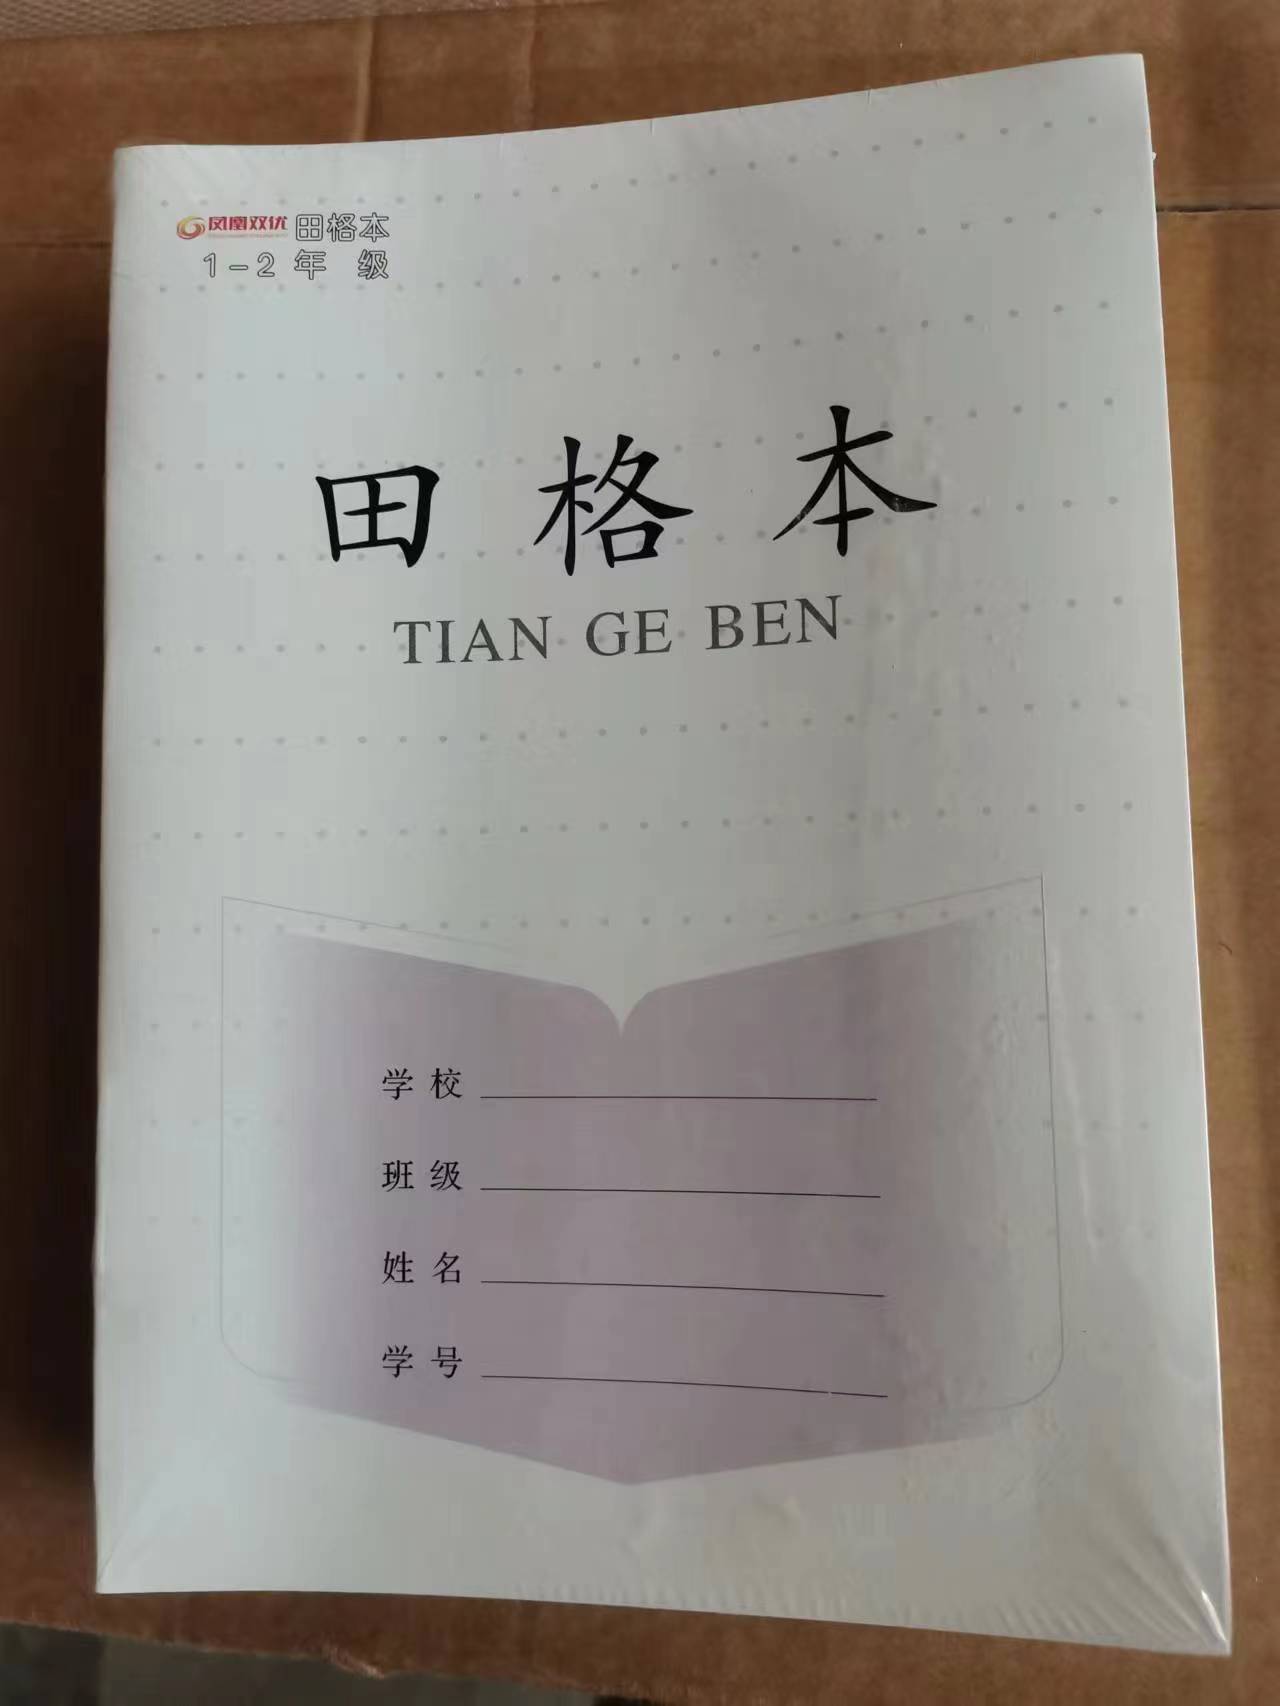 凤凰双优 田格本
1-2 年 级
田 格 本
TIAN GE BEN
学 校
班 级
姓 名
学 号